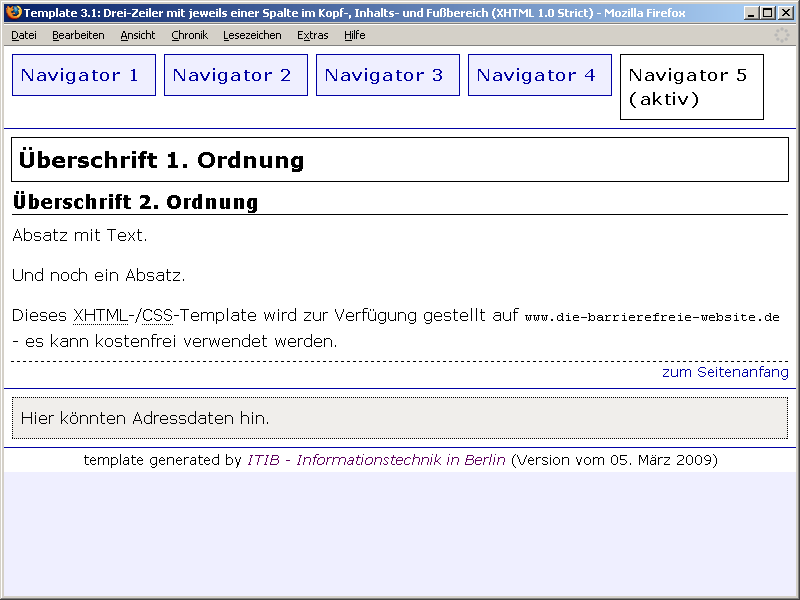 Template 3.1: Drei-Zeiler mit jeweils einer Spalte im Kopf-, Inhalts- und Fußbereich (XHTML 1.0 Strict) - Mozilla Firefox
Datei Bearbeiten Ansicht Chronik Lesezeichen Extras Hilfe
Navigator 1 Navigator 2 Navigator 3 Navigator 4 Navigator 5
(aktiv)
Überschrift 1. Ordnung
Überschrift 2. Ordnung
Absatz mit Text.
Und noch ein Absatz.
Dieses XHTML-/CSS-Template wird zur Verfügung gestellt auf www.die-barrierefreie-website.de
- es kann kostenfrei verwendet werden.
zum Seitenanfang
Hier könnten Adressdaten hin.
template generated by ITIB - Informationstechnik in Berlin (Version vom 05. März 2009)